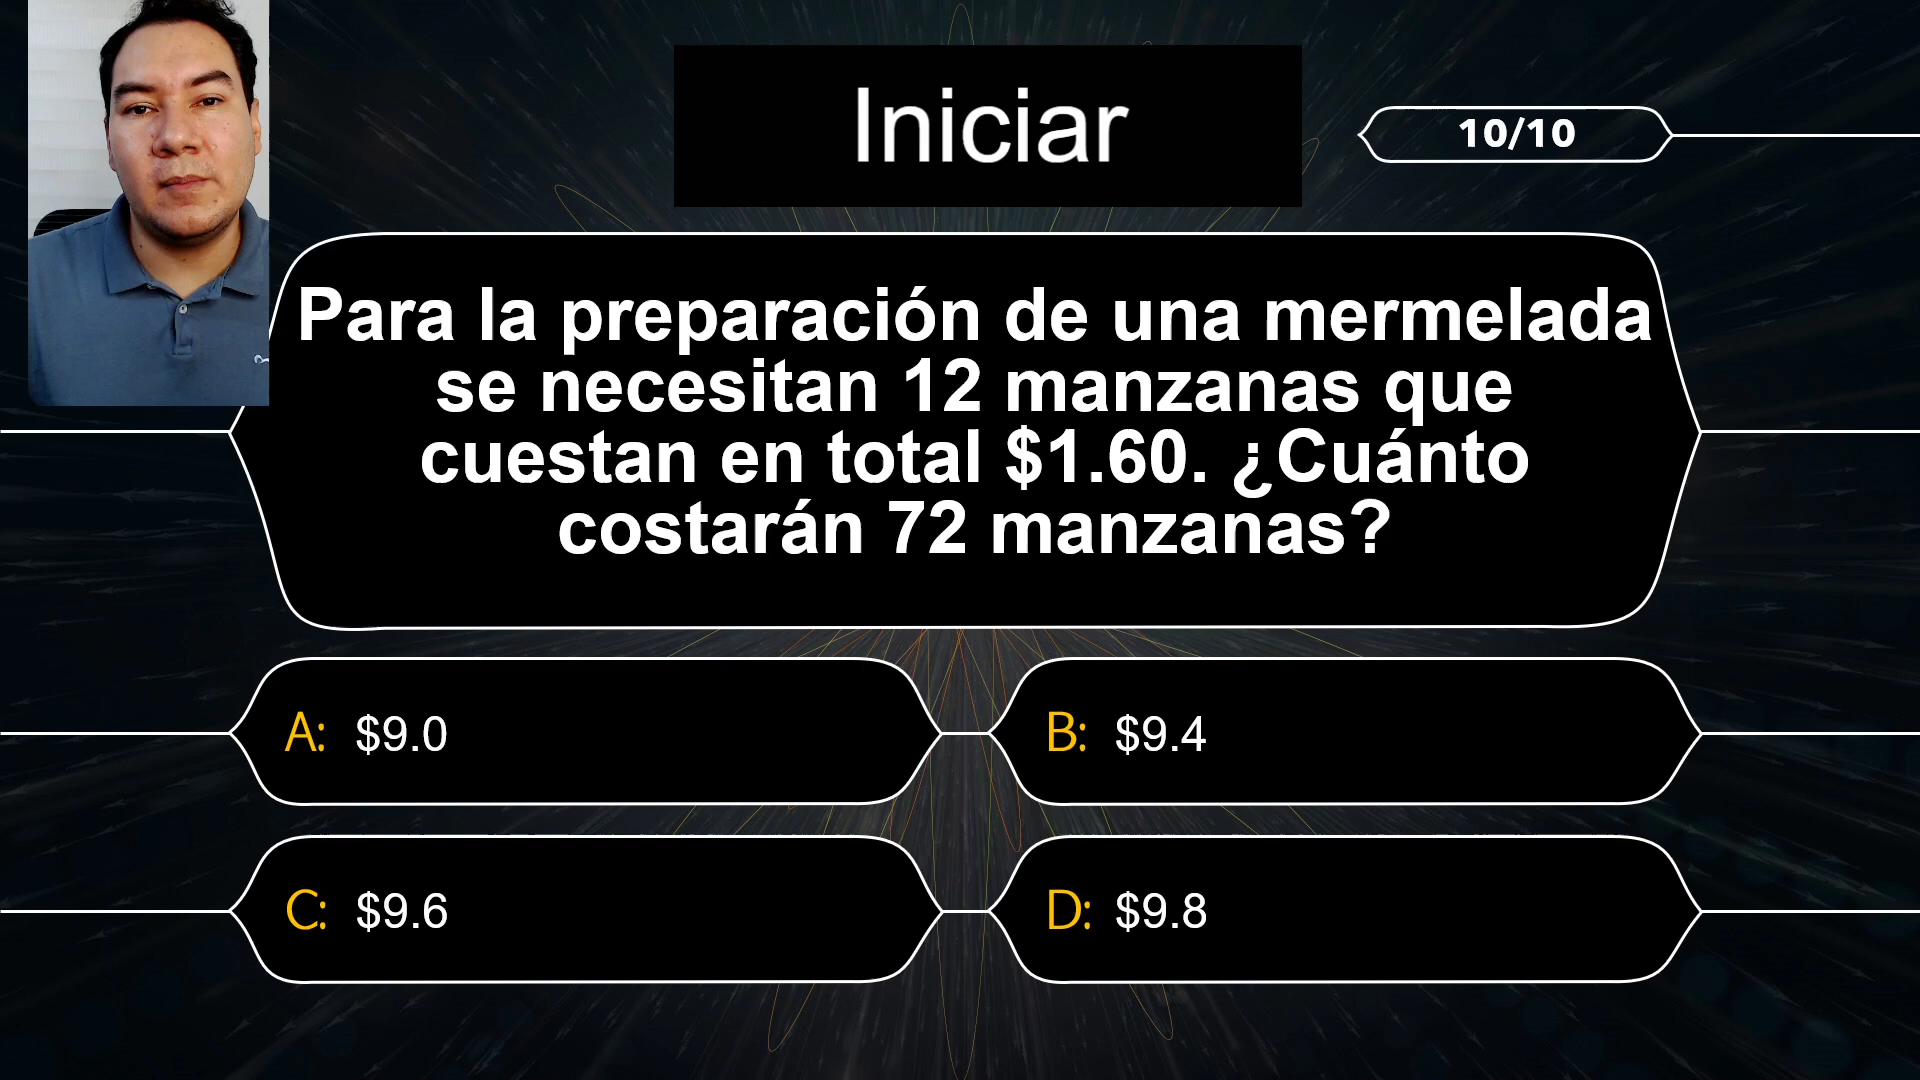 Iniciar
10/10
Para la preparación de una mermelada
se necesitan 12 manzanas que
cuestan en total $1.60. ¿Cuánto
costarán 72 manzanas?
A: $9.0
B: $9.4
C: $9.6
D: $9.8